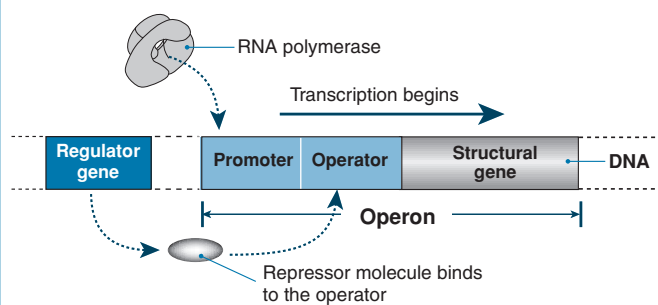 RNA polymerase
Transcription begins
Regulator
gene
Promoter
Operator
Structural
gene
DNA
Operon
Repressor molecule binds
to the operator